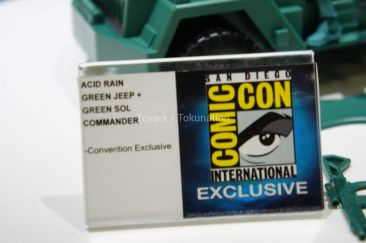 ACID RAIN
GREEN JEEP +
GREEN SOL
COMMANDER
-Convention Exclusive
Toyark / Tokunation
SAN DIEGO
COMIC
CON
INTERNATIONAL
EXCLUSIVE